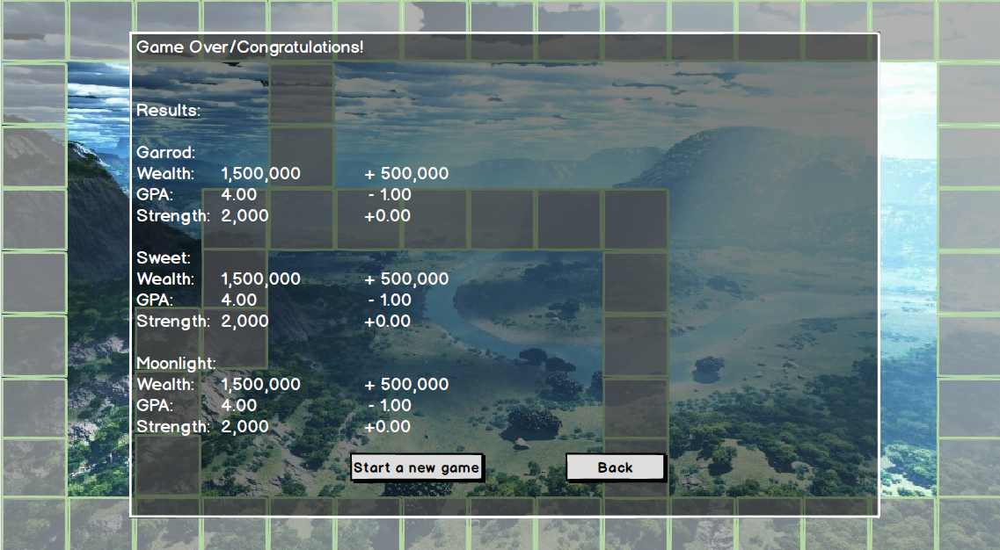 Game Over/Congratulations!
Results:
Garrod:
Wealth: 1,500,000 + 500,000
GPA: 4.00 - 1.00
Strength: 2,000 +0.00
Sweet:
Wealth: 1,500,000 + 500,000
GPA: 4.00 - 1.00
Strength: 2,000 +0.00
Moonlight:
Wealth: 1,500,000 + 500,000
GPA: 4.00 - 1.00
Strength: 2,000 +0.00
Start a new game Back